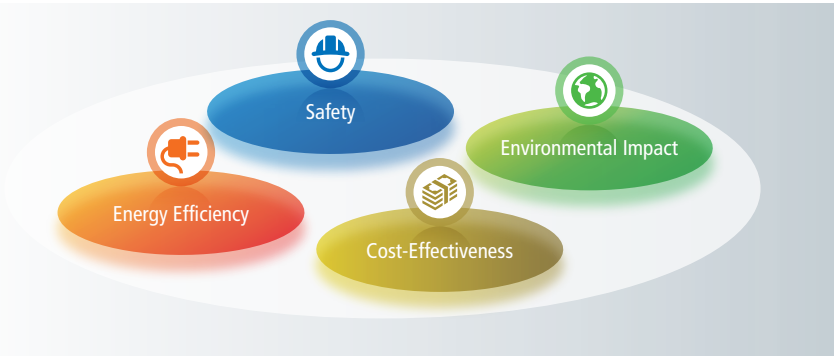 Safety
Environmental Impact
Energy Efficiency
Cost-Effectiveness